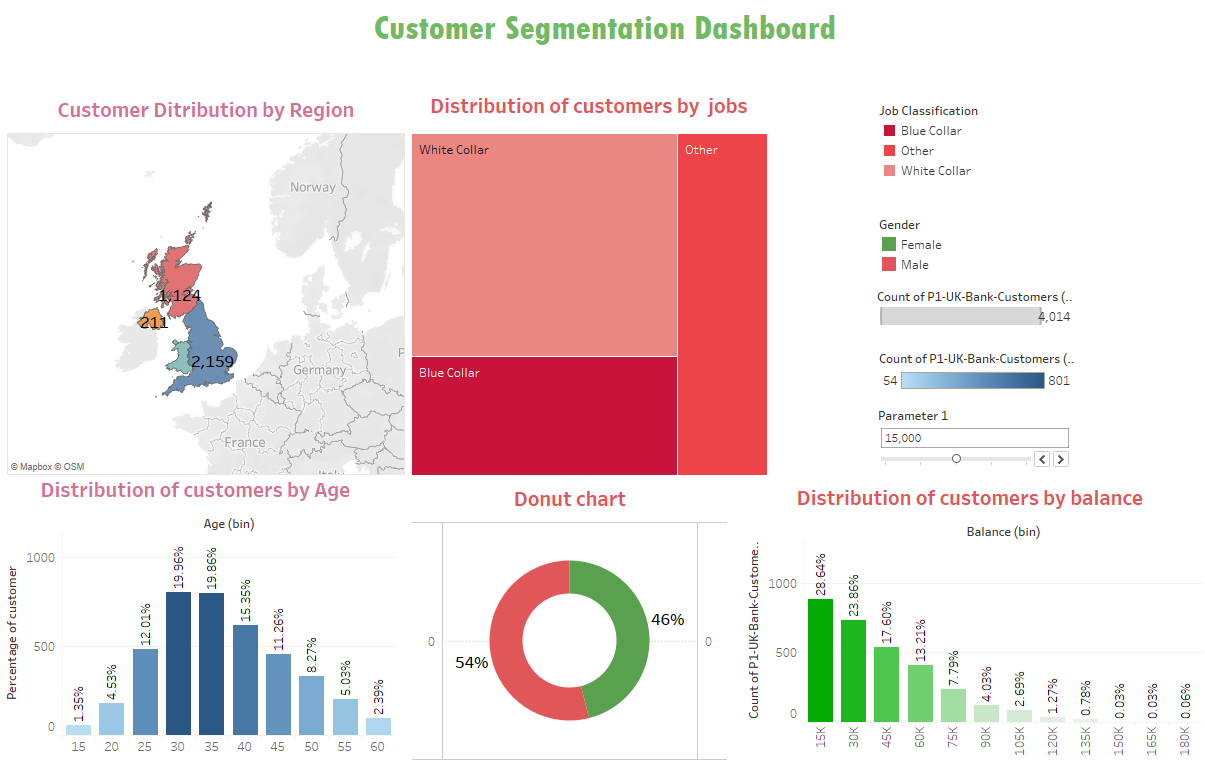 Customer Segmentation Dashboard
Customer Ditribution by Region
Norway
1,124
211
2,159
Germany
France
© Mapbox © OSM
Distribution of customers by jobs
White Collar
Other
Blue Collar
Job Classification
Blue Collar
Other
White Collar
Gender
Female
Male
Count of P1-UK-Bank-Customers (..
4,014
Count of P1-UK-Bank-Customers (..
54 801
Parameter 1
15,000
Distribution of customers by Age
Age (bin)
Percentage of customer
1000
500
0
1.35% 4.53% 12.01% 19.96% 19.86% 15.35% 11.26% 8.27% 5.03% 2.39%
15 20 25 30 35 40 45 50 55 60
Donut chart
0 0
46%
54%
Distribution of customers by balance
Balance (bin)
Count of P1-UK-Bank-Custome..
1000
500
0
28.64% 23.86% 17.60% 13.21% 7.79% 4.03% 2.69% 1.27% 0.78% 0.03% 0.03% 0.06%
15K 30K 45K 60K 75K 90K 105K 120K 135K 150K 165K 180K